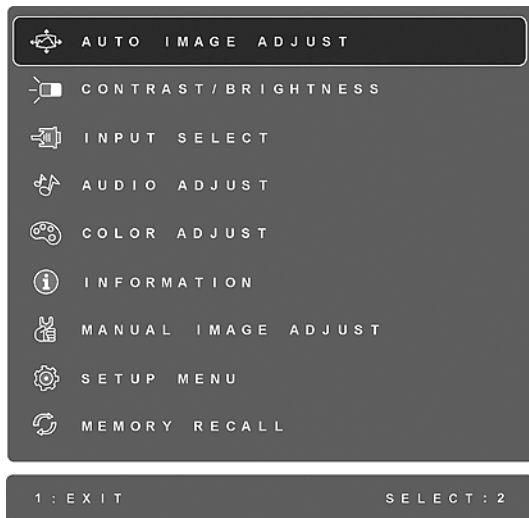 AUTO IMAGE ADJUST
CONTRAST/BRIGHTNESS
INPUT SELECT
AUDIO ADJUST
COLOR ADJUST
INFORMATION
MANUAL IMAGE ADJUST
SETUP MENU
MEMORY RECALL
1:EXIT SELECT:2